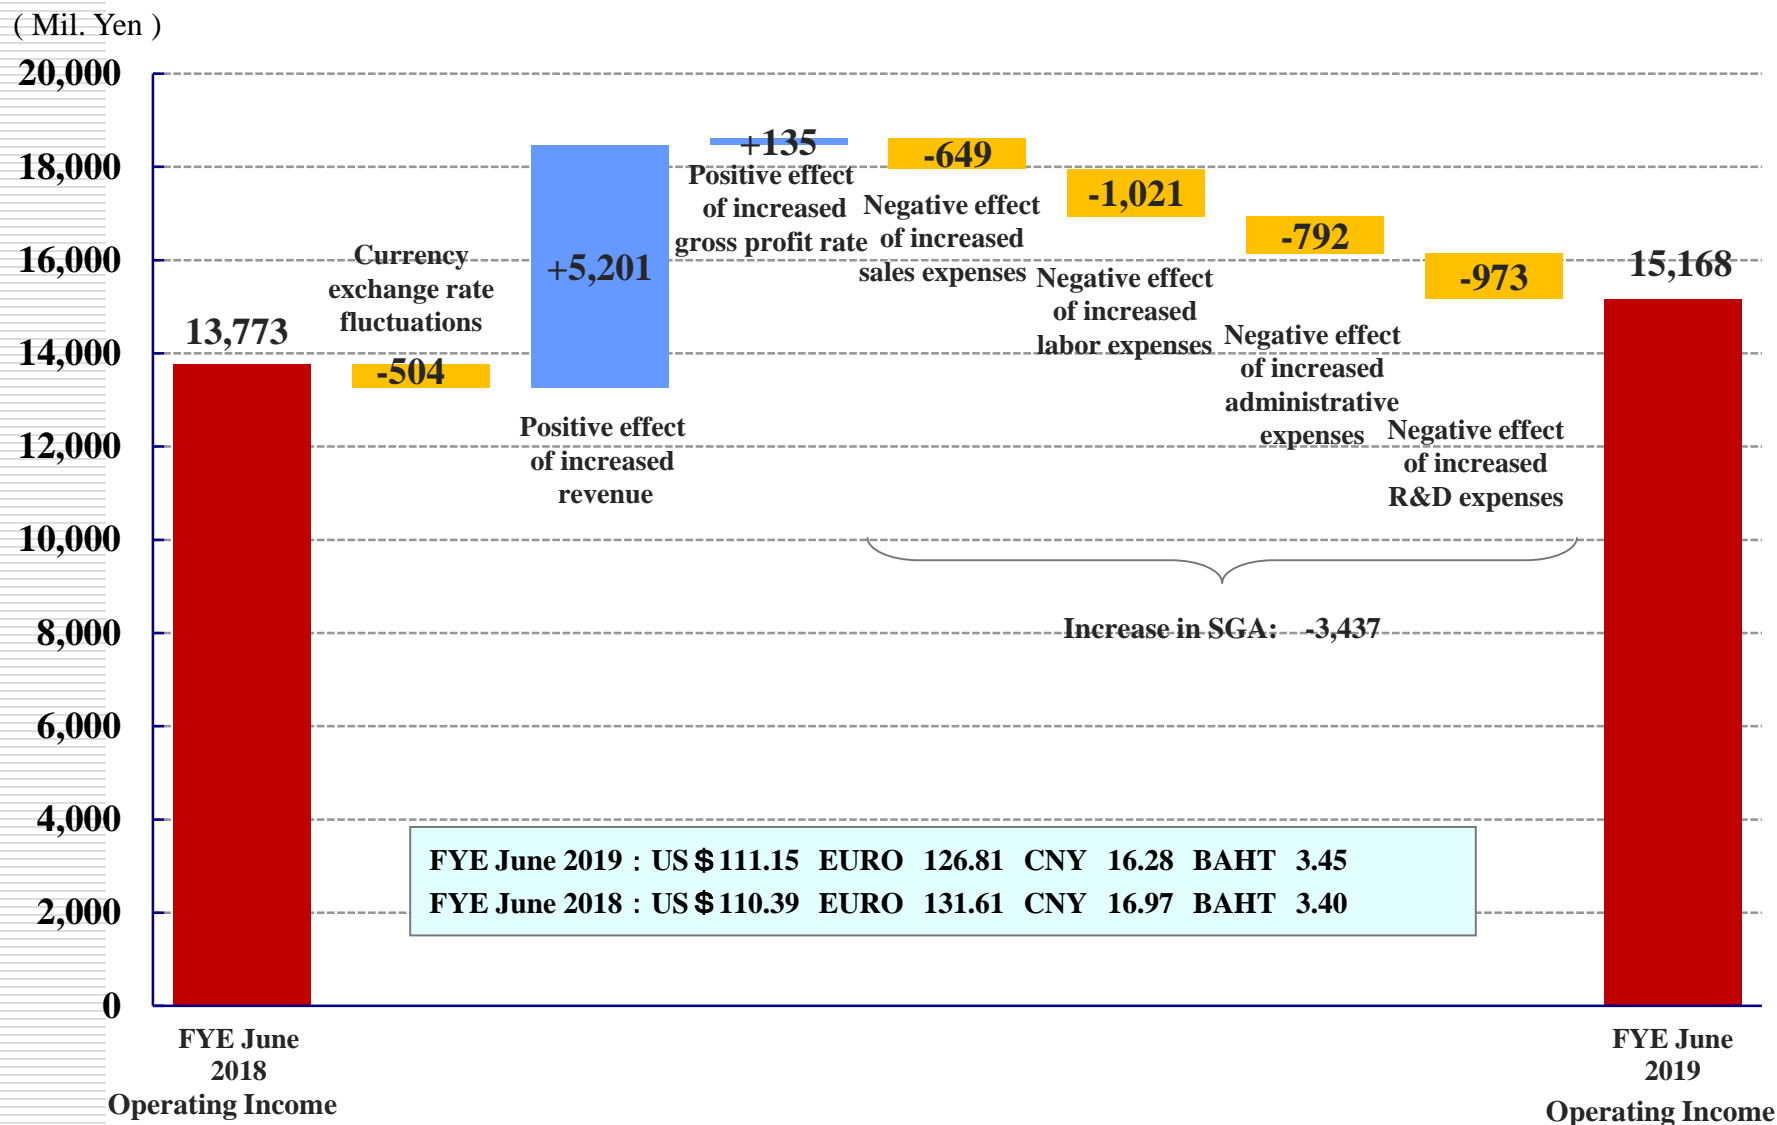 ( Mil. Yen )
20,000
18,000
16,000
14,000
12,000
10,000
8,000
6,000
4,000
2,000
0
13,773
FYE June
2018
Operating Income
Currency
exchange rate
fluctuations
-504
+5,201
Positive effect
of increased
revenue
+135
Positive effect
of increased
gross profit rate
-649
Negative effect
of increased
sales expenses
-1,021
Negative effect
of increased
labor expenses
-792
Negative effect
of increased
administrative
expenses
-973
Negative effect
of increased
R&D expenses
Increase in SGA: -3,437
15,168
FYE June
2019
Operating Income
FYE June 2019 : US $ 111.15 EURO 126.81 CNY 16.28 BAHT 3.45
FYE June 2018 : US $ 110.39 EURO 131.61 CNY 16.97 BAHT 3.40